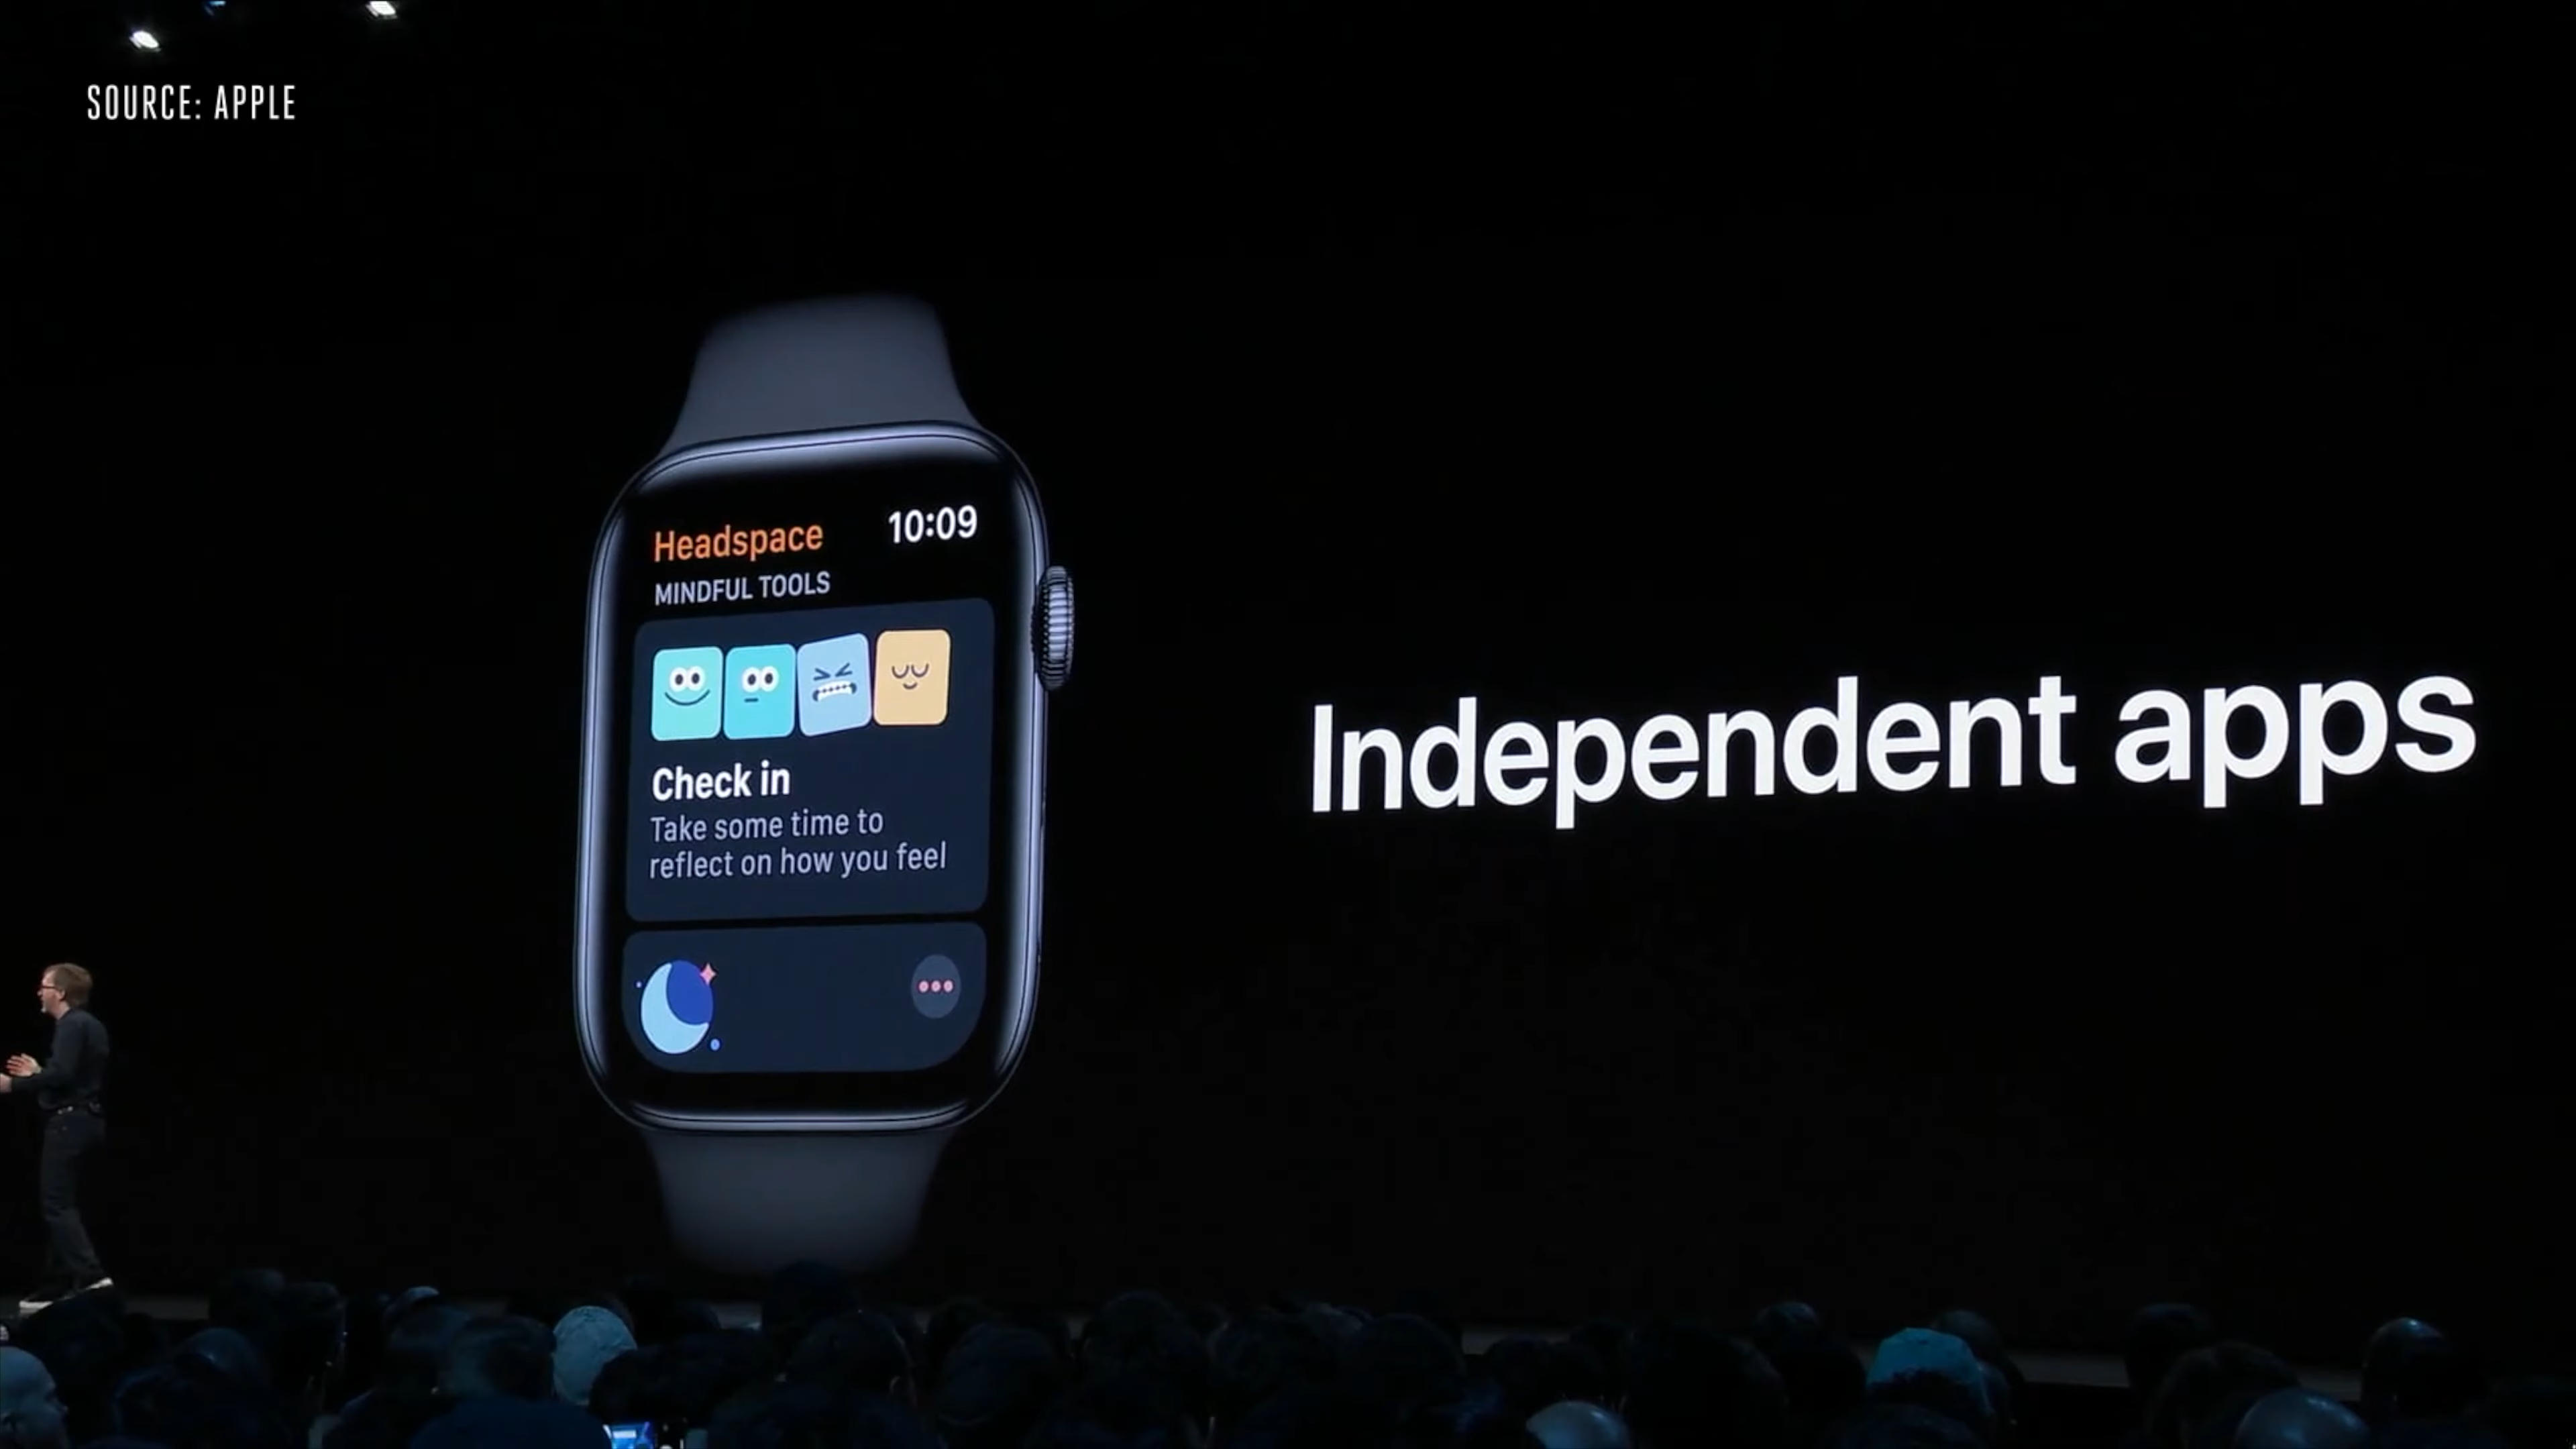 SOURCE: APPLE
Headspace 10:09
MINDFUL TOOLS
Check in
Take some time to
reflect on how you feel
Independent apps